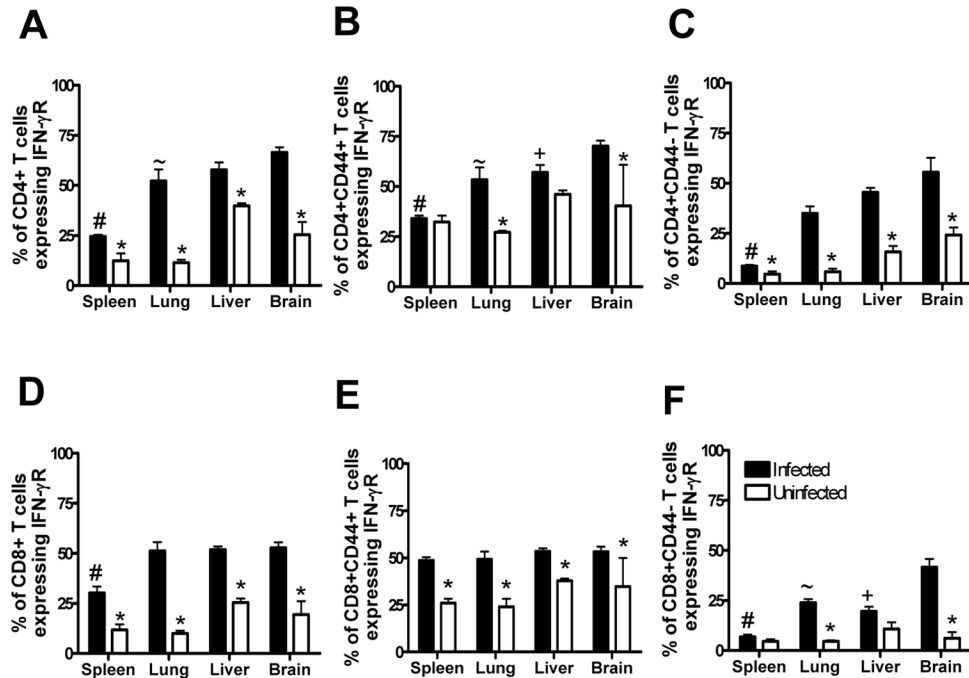 A
% of CD4+ T cells
expressing IFN-γR
100
75
50
25
0
#
*
~
*
*
*
Spleen Lung Liver Brain
B
% of CD4+CD44+ T cells
expressing IFN-γR
100
75
50
25
0
#
~
*
+
*
Spleen Lung Liver Brain
C
% of CD4+CD44- T cells
expressing IFN-γR
100
75
50
25
0
#
*
*
*
*
Spleen Lung Liver Brain
D
% of CD8+ T cells
expressing IFN-γR
100
75
50
25
0
#
*
*
*
*
Spleen Lung Liver Brain
E
% of CD8+CD44+ T cells
expressing IFN-γR
100
75
50
25
0
*
*
*
*
Spleen Lung Liver Brain
F
% of CD8+CD44- T cells
expressing IFN-γR
100
75
50
25
0
Infected
Uninfected
#
~
*
+
*
Spleen Lung Liver Brain